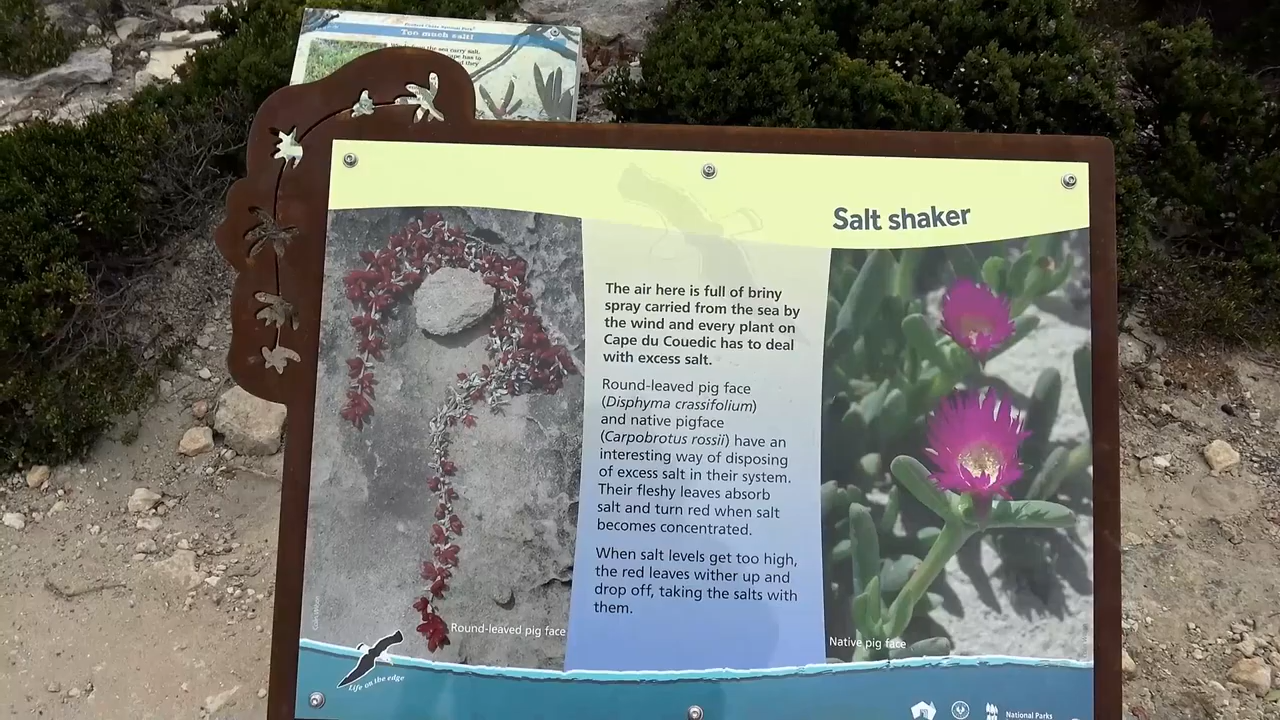 Too much salt!
the sea carry salt,
Salt shaker
The air here is full of briny
spray carried from the sea by
the wind and every plant on
Cape du Couedic has to deal
with excess salt.
Round-leaved pig face
(Disphyma crassifolium)
and native pigface
(Carpobrotus rossii) have an
interesting way of disposing
of excess salt in their system.
Their fleshy leaves absorb
salt and turn red when salt
becomes concentrated.
When salt levels get too high,
the red leaves wither up and
drop off, taking the salts with
them.
Round-leaved pig face
Native pig face
Life on the edge
National Parks